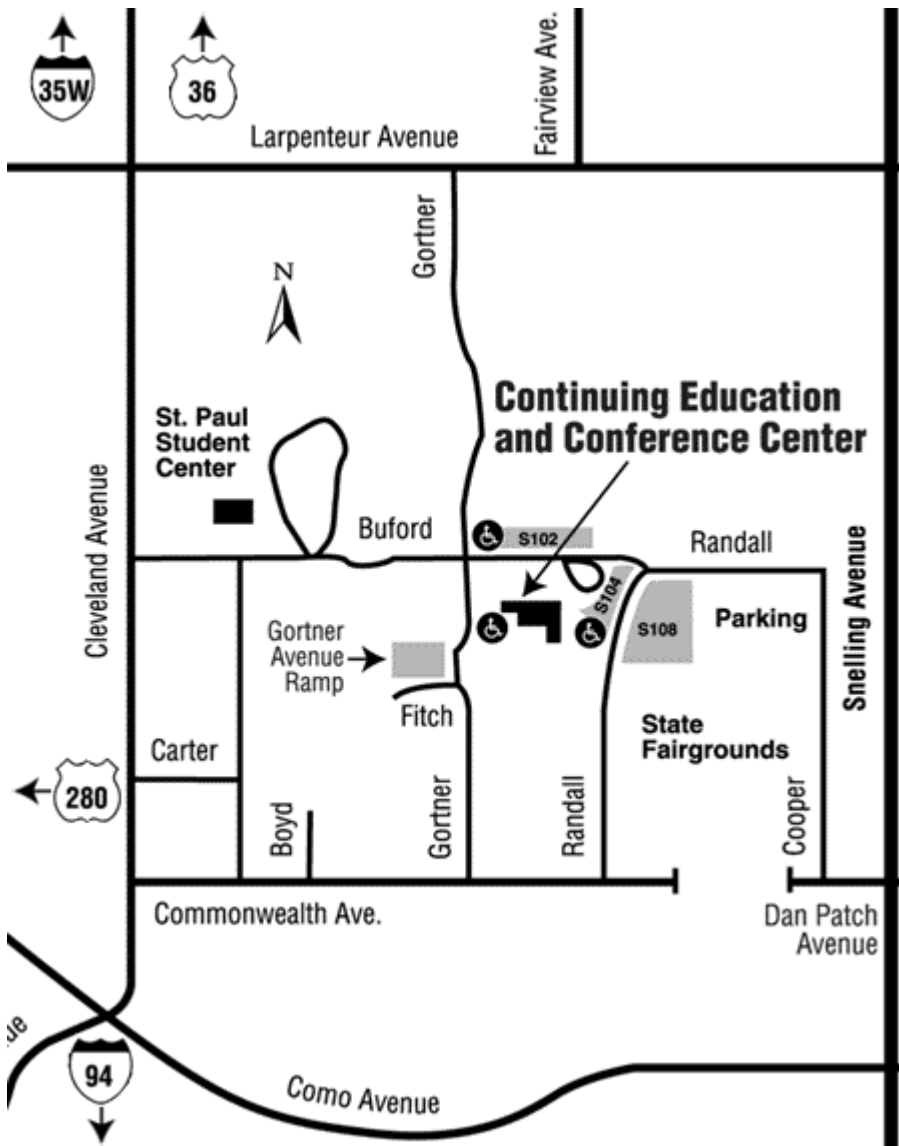 35W
36
Fairview Ave.
Larpenteur Avenue
Gortner
N
Continuing Education
and Conference Center
St. Paul
Student
Center
Cleveland Avenue
Buford
S102
Randall
Snelling Avenue
S104
S108
Parking
Gortner
Avenue
Ramp
Fitch
State
Fairgrounds
Carter
280
Boyd
Gortner
Randall
Cooper
Commonwealth Ave.
Dan Patch
Avenue
94
Como Avenue